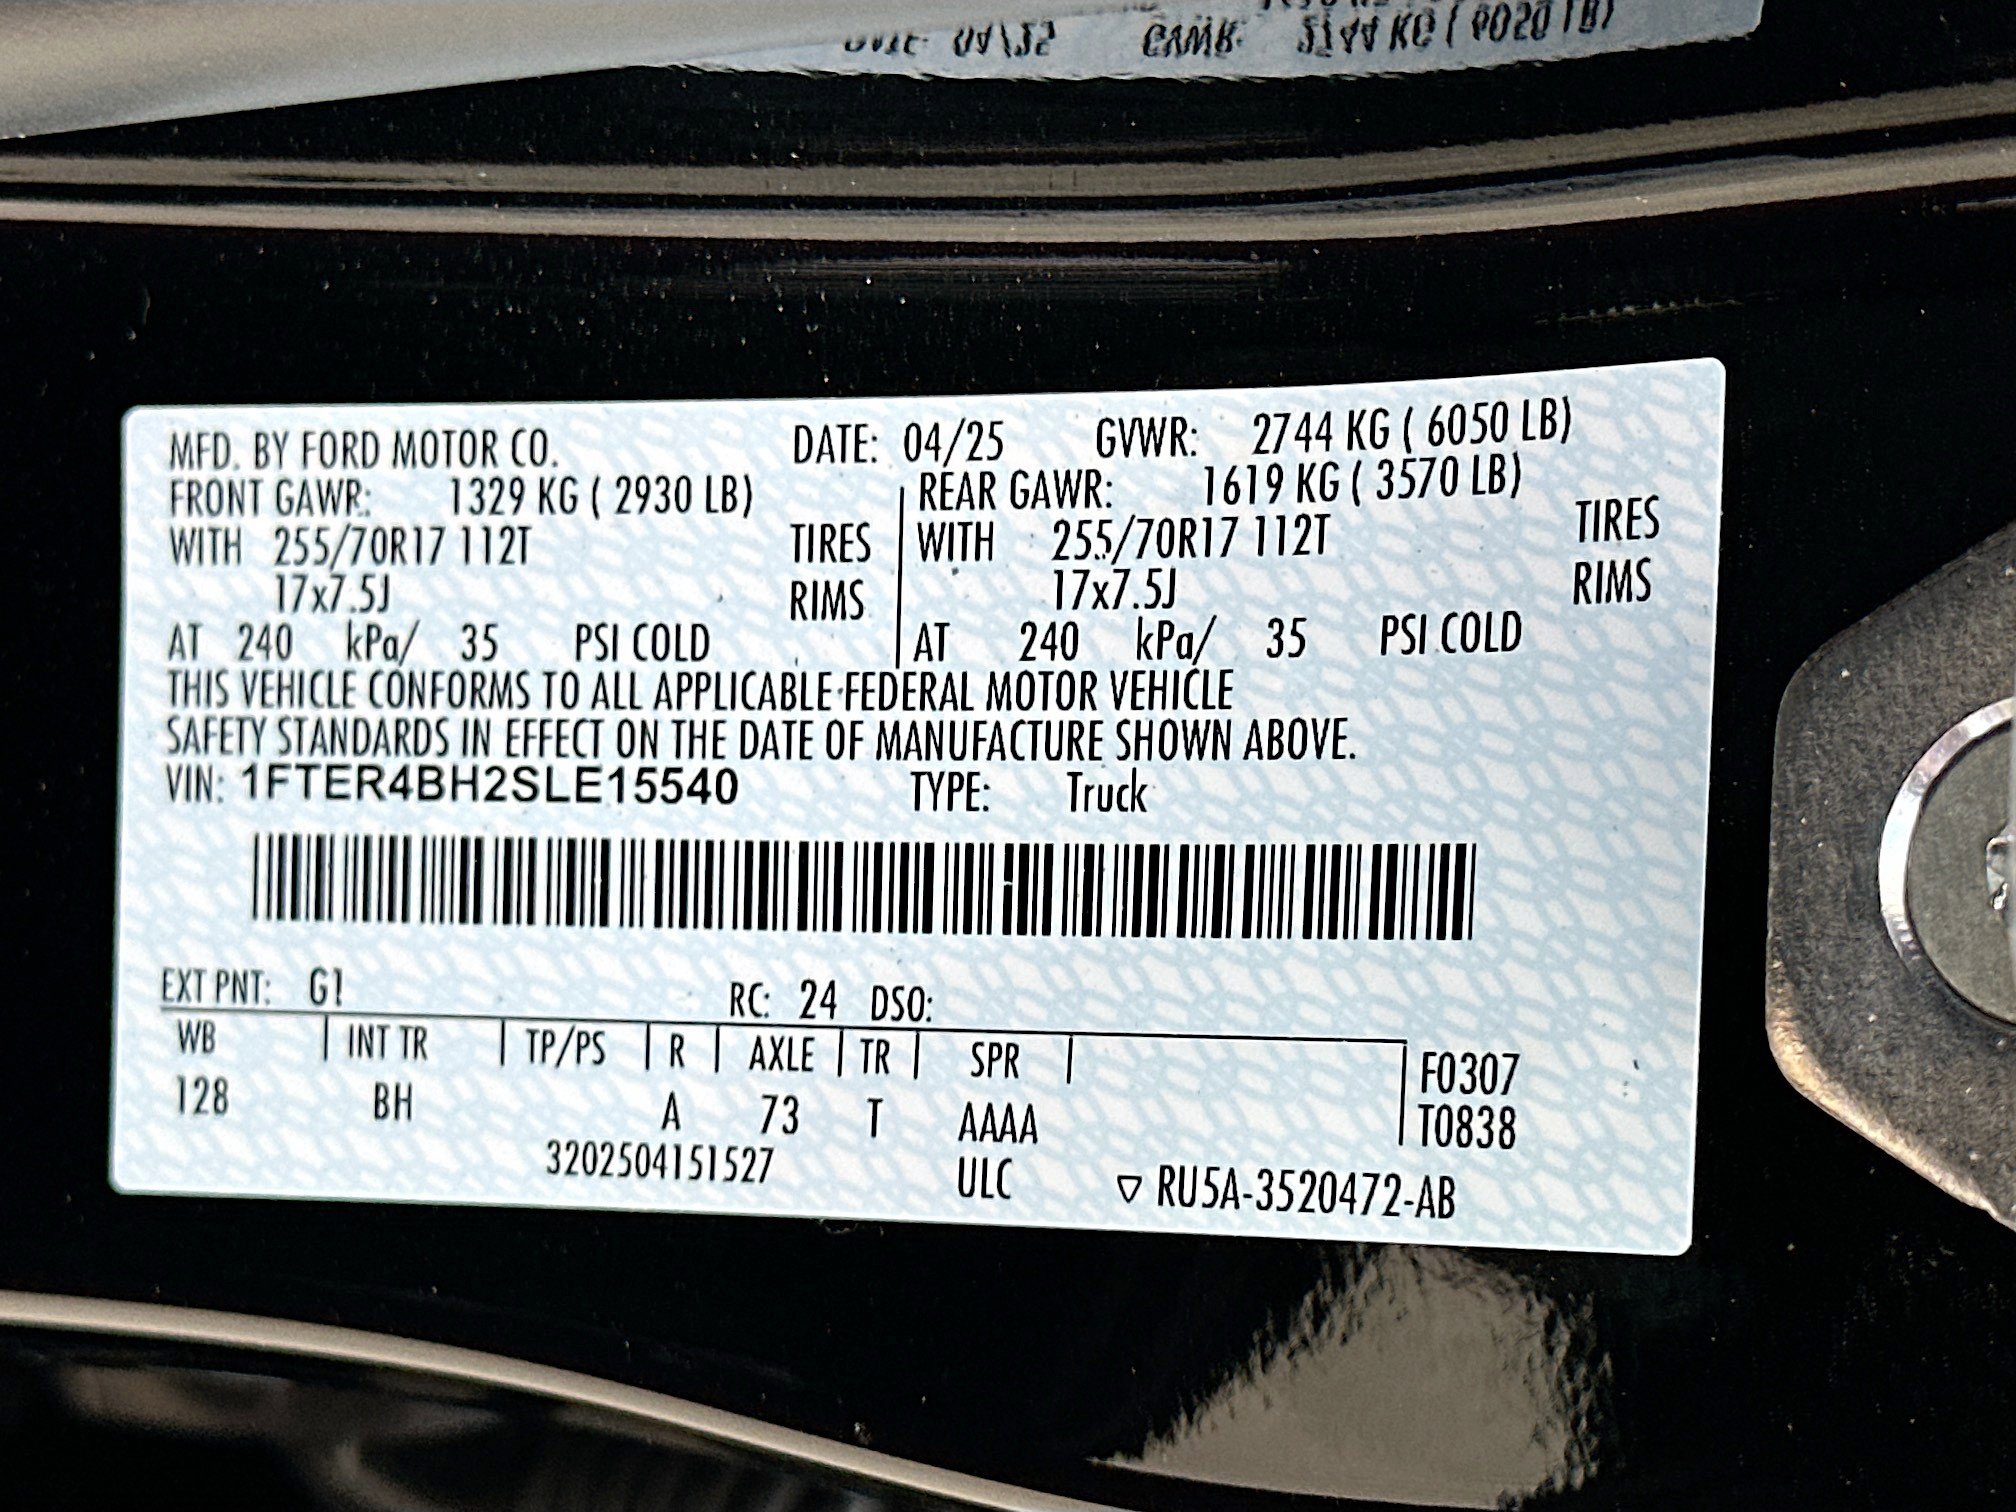 MFD. BY FORD MOTOR CO. DATE: 04/25 GVWR: 2744 KG ( 6050 LB)
FRONT GAWR: 1329 KG ( 2930 LB) REAR GAWR: 1619 KG ( 3570 LB)
WITH 255/70R17 112T TIRES WITH 255/70R17 112T TIRES
17x7.5J RIMS 17x7.5J RIMS
AT 240 kPa/ 35 PSI COLD AT 240 kPa/ 35 PSI COLD
THIS VEHICLE CONFORMS TO ALL APPLICABLE FEDERAL MOTOR VEHICLE
SAFETY STANDARDS IN EFFECT ON THE DATE OF MANUFACTURE SHOWN ABOVE.
VIN: 1FTER4BH2SLE15540 TYPE: Truck
EXT PNT: G1 RC: 24 DSO:
WB INT TR TP/PS R AXLE TR SPR F0307
128 BH A 73 T AAAA T0838
3202504151527 ULC ▽ RU5A-3520472-AB